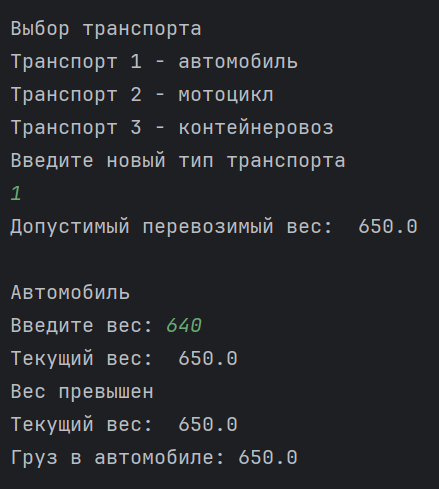 Выбор транспорта
Транспорт 1 - автомобиль
Транспорт 2 - мотоцикл
Транспорт 3 - контейнеровоз
Введите новый тип транспорта
1
Допустимый перевозимый вес:  650.0
Автомобиль
Введите вес: 640
Текущий вес:  650.0
Вес превышен
Текущий вес:  650.0
Груз в автомобиле: 650.0